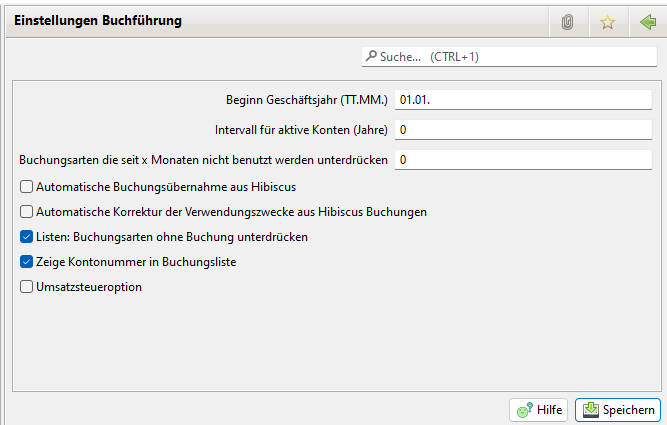 Einstellungen Buchführung
Suche... (CTRL+1)
Beginn Geschäftsjahr (TT.MM.) 01.01.
Intervall für aktive Konten (Jahre) 0
Buchungsarten die seit x Monaten nicht benutzt werden unterdrücken 0
Automatische Buchungsübernahme aus Hibiscus
Automatische Korrektur der Verwendungszwecke aus Hibiscus Buchungen
Listen: Buchungsarten ohne Buchung unterdrücken
Zeige Kontonummer in Buchungsliste
Umsatzsteueroption
Hilfe Speichern